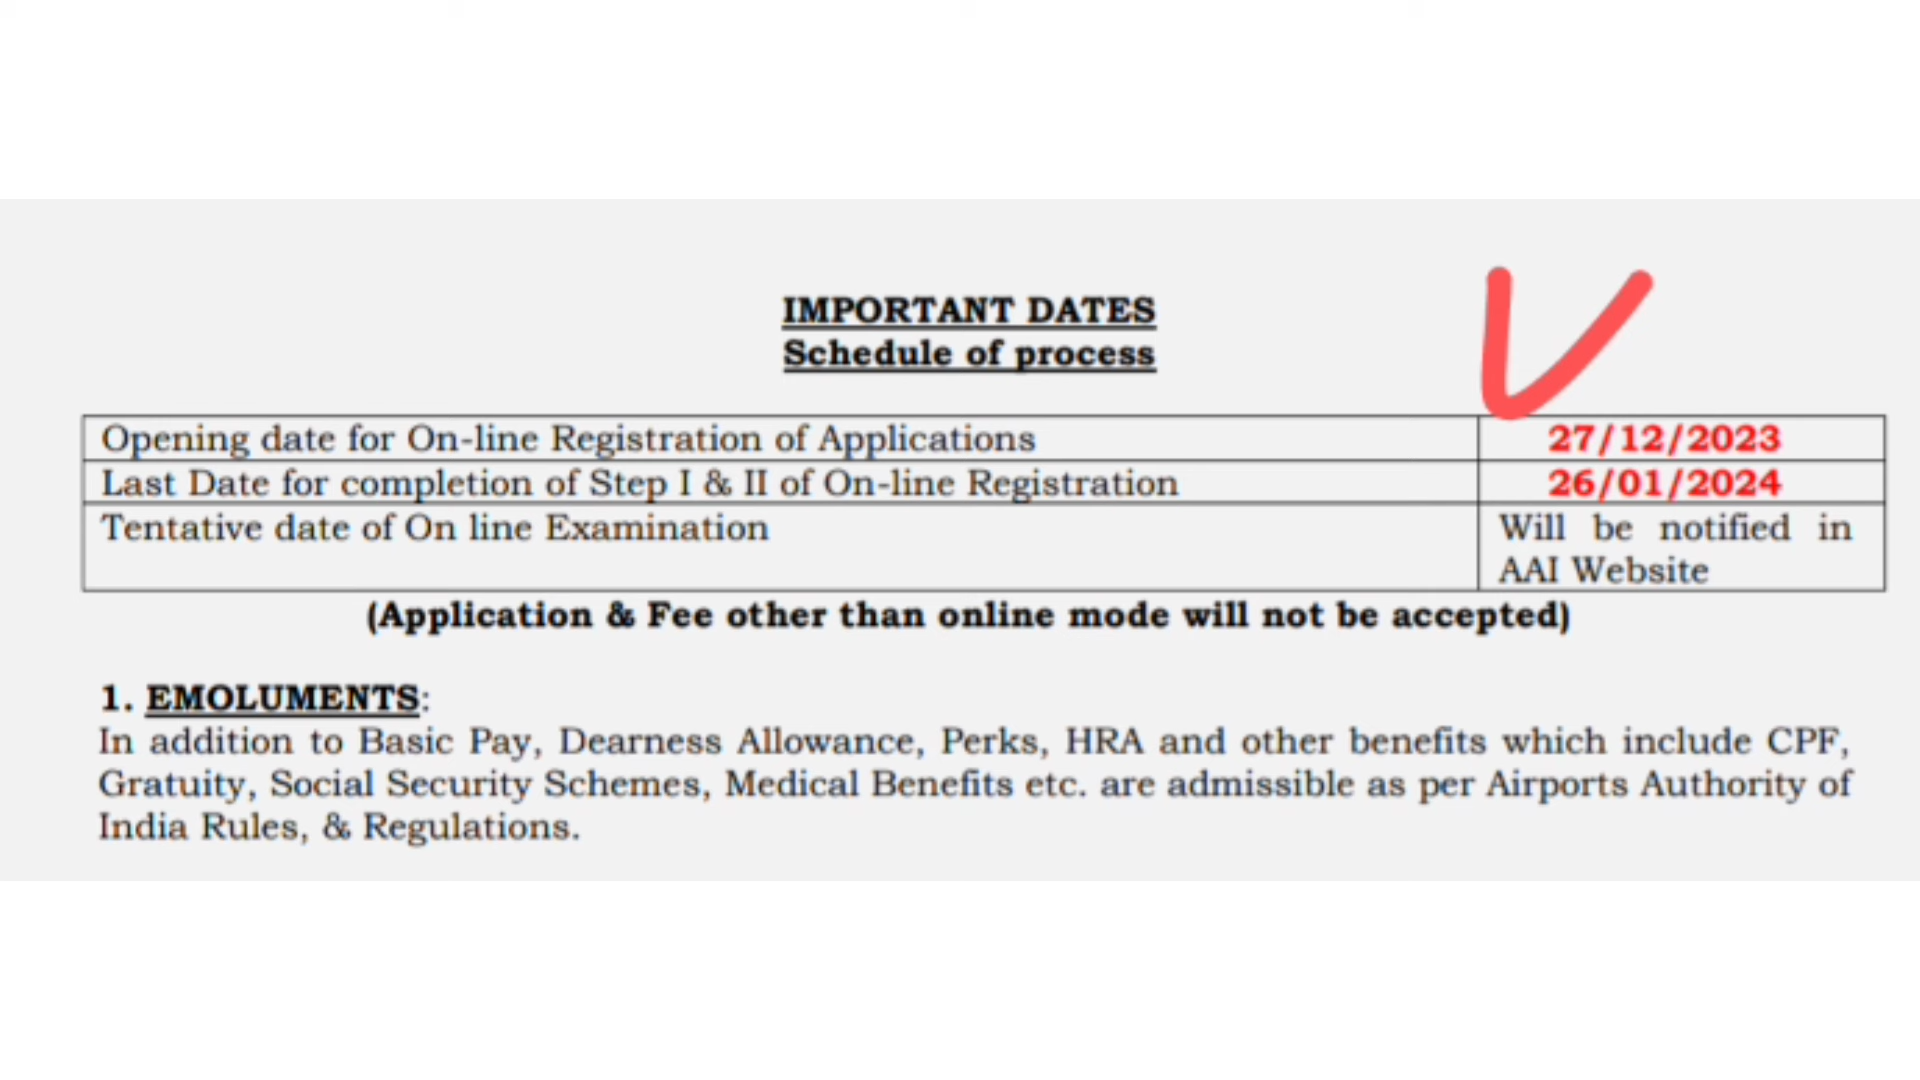 IMPORTANT DATES
Schedule of process
Opening date for On-line Registration of Applications 27/12/2023
Last Date for completion of Step I & II of On-line Registration 26/01/2024
Tentative date of On line Examination Will be notified in
AAI Website
(Application & Fee other than online mode will not be accepted)
1. EMOLUMENTS:
In addition to Basic Pay, Dearness Allowance, Perks, HRA and other benefits which include CPF,
Gratuity, Social Security Schemes, Medical Benefits etc. are admissible as per Airports Authority of
India Rules, & Regulations.